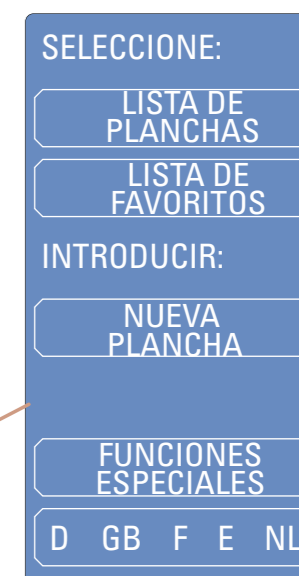 SELECCIONE:
LISTA DE
PLANCHAS
LISTA DE
FAVORITOS
INTRODUCIR:
NUEVA
PLANCHA
FUNCIONES
ESPECIALES
D GB F E NL